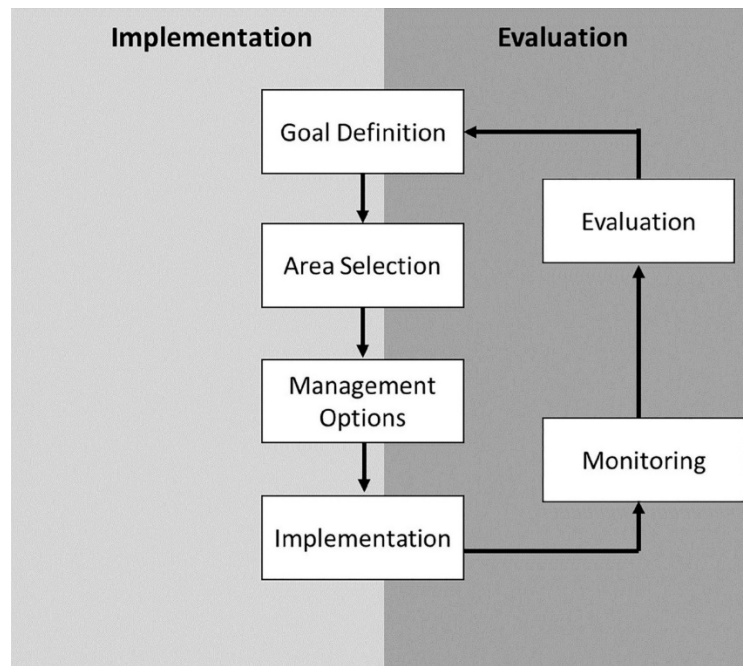 Implementation
Evaluation
Goal Definition
Area Selection
Management
Options
Implementation
Evaluation
Monitoring